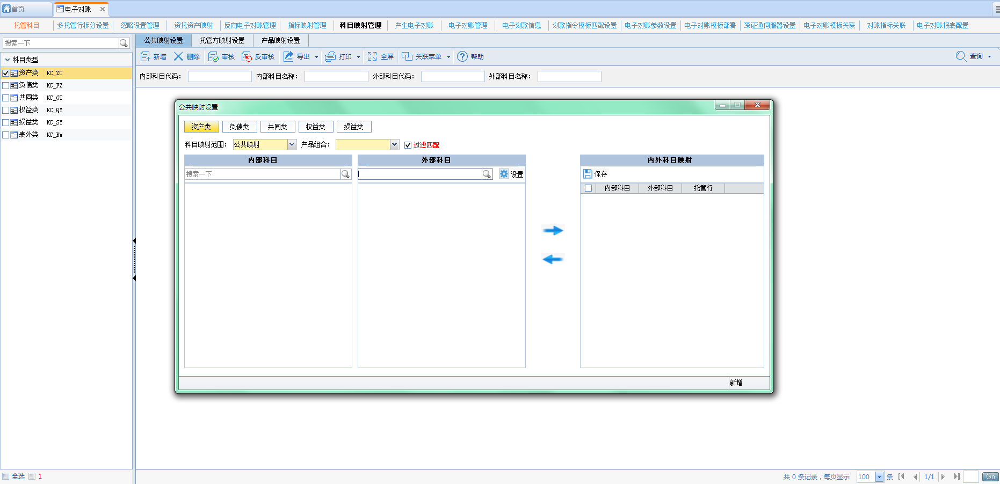 首页 电子对账
托管科目 多托管行拆分设置 忽略设置管理 资托资产映射 反向电子对账管理 指标映射管理 科目映射管理 产生电子对账 电子对账管理 电子划款信息 划款指令模板匹配设置 电子对账参数设置 电子对账模板部署 深证通伺服器设置 电子对账模板关联 对账指标关联 电子对账报表配置
搜索一下
科目类型
资产类 KC_ZC
负债类 KC_FZ
共同类 KC_GT
权益类 KC_QY
损益类 KC_SY
表外类 KC_BW
全选 1
公共映射设置 托管方映射设置 产品映射设置
新增 删除 审核 反审核 导出 打印 全屏 关联菜单 帮助 查询
内部科目代码： 内部科目名称： 外部科目代码： 外部科目名称：
公共映射设置
资产类 负债类 共同类 权益类 损益类
科目映射范围： 公共映射 产品组合： 过滤匹配
内部科目
搜索一下
外部科目
设置
内外科目映射
保存
内部科目 外部科目 托管行
新增
共 0 条记录，每页显示 100 条 1/1 Go